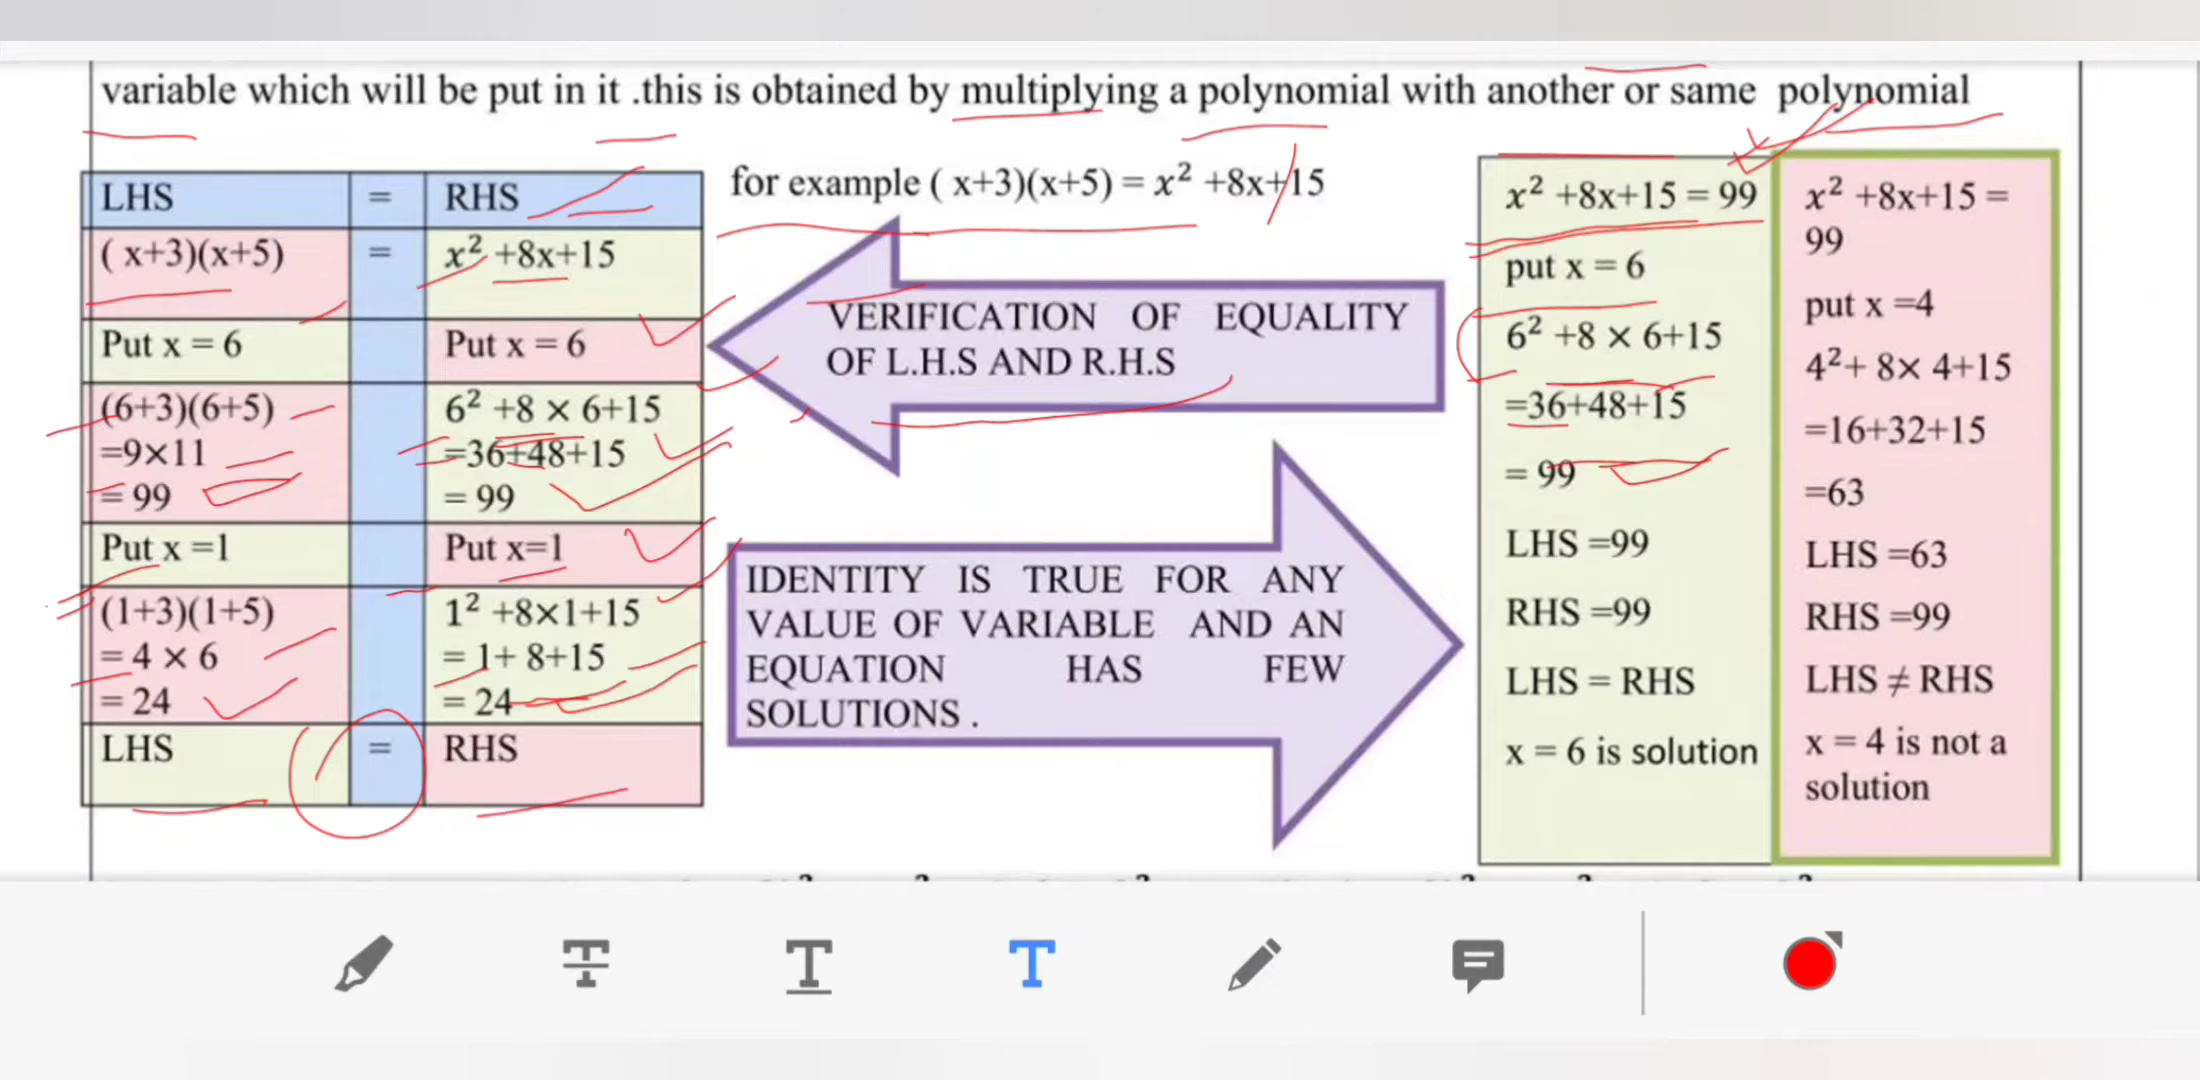 variable which will be put in it .this is obtained by multiplying a polynomial with another or same polynomial
for example ( x+3)(x+5) = x² +8x+15
LHS = RHS
( x+3)(x+5) = x² +8x+15
Put x = 6 Put x = 6
(6+3)(6+5) 6² +8 × 6+15
=9×11 =36+48+15
= 99 = 99
Put x =1 Put x=1
(1+3)(1+5) 1² +8×1+15
= 4 × 6 = 1+ 8+15
= 24 = 24
LHS = RHS
VERIFICATION OF EQUALITY
OF L.H.S AND R.H.S
IDENTITY IS TRUE FOR ANY
VALUE OF VARIABLE AND AN
EQUATION HAS FEW
SOLUTIONS .
x² +8x+15 = 99
put x = 6
6² +8 × 6+15
=36+48+15
= 99
LHS =99
RHS =99
LHS = RHS
x = 6 is solution
x² +8x+15 =
99
put x =4
4²+ 8× 4+15
=16+32+15
=63
LHS =63
RHS =99
LHS ≠ RHS
x = 4 is not a
solution